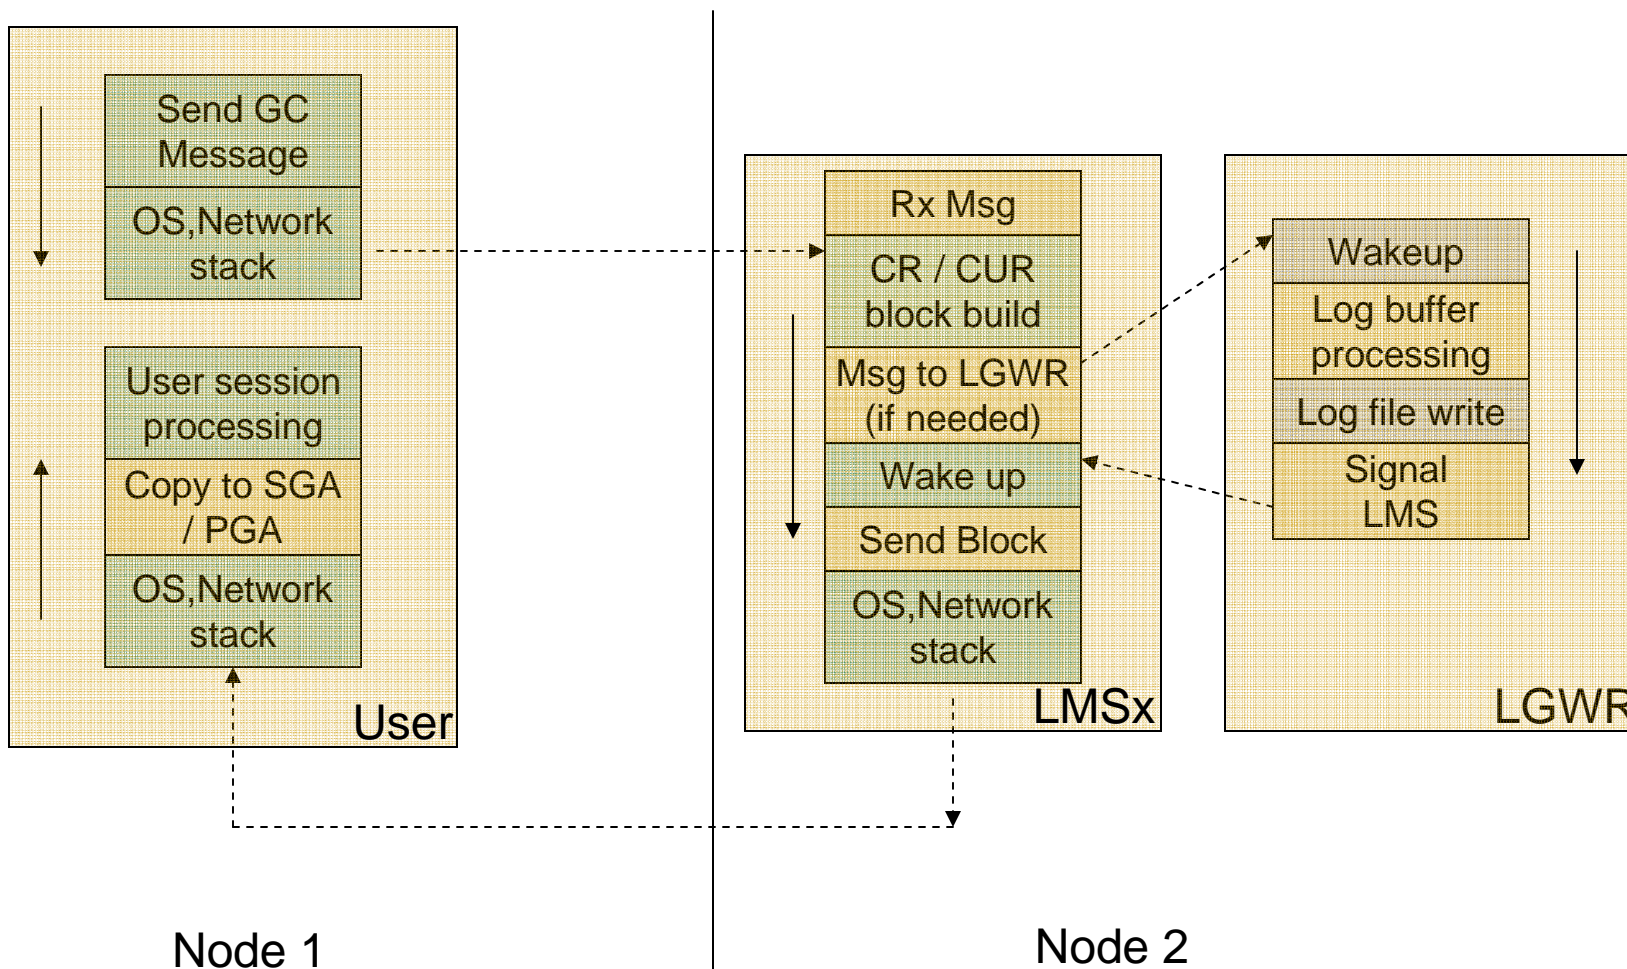 Send GC
Message
OS,Network
stack
User session
processing
Copy to SGA
/ PGA
OS,Network
stack
User
Rx Msg
CR / CUR
block build
Msg to LGWR
(if needed)
Wake up
Send Block
OS,Network
stack
LMSx
Wakeup
Log buffer
processing
Log file write
Signal
LMS
LGWR
Node 1
Node 2